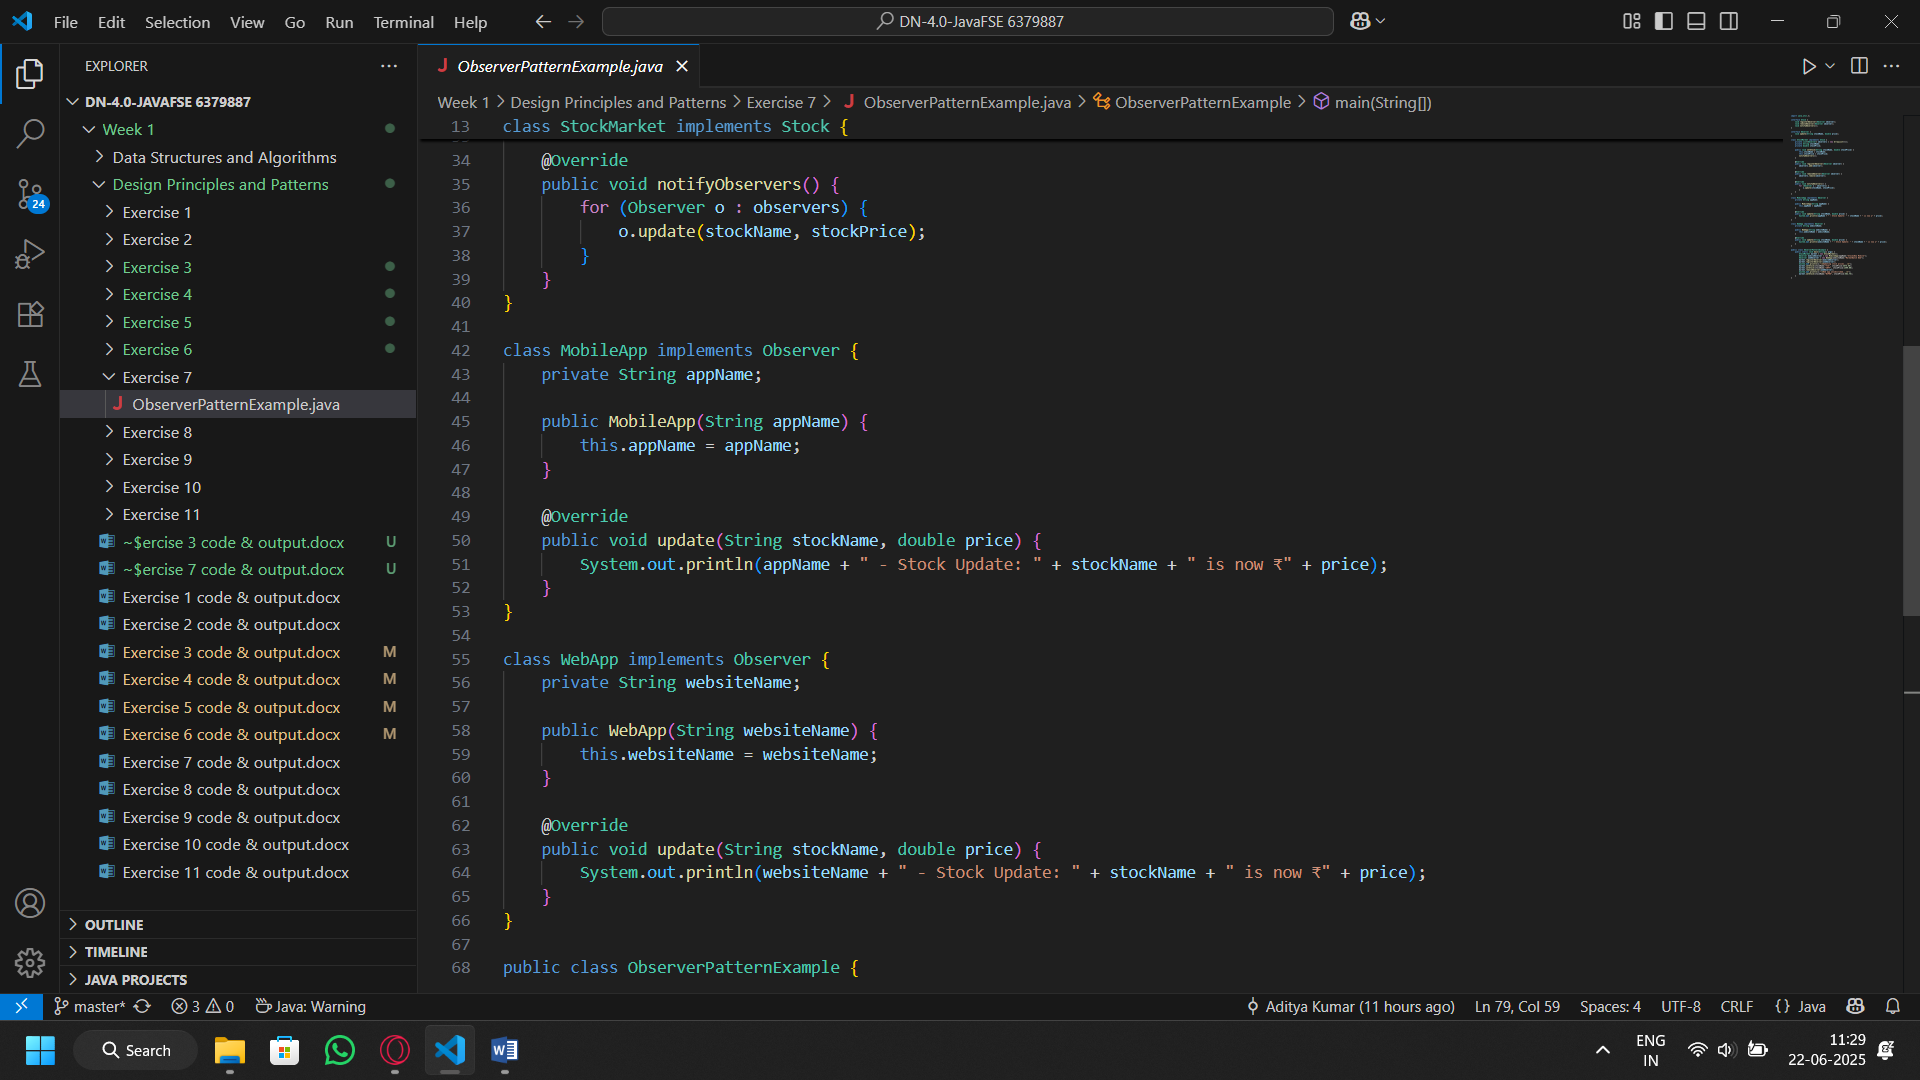 File Edit Selection View Go Run Terminal Help
DN-4.0-JavaFSE 6379887
EXPLORER
DN-4.0-JAVAFSE 6379887
Week 1
Data Structures and Algorithms
Design Principles and Patterns
Exercise 1
Exercise 2
Exercise 3
Exercise 4
Exercise 5
Exercise 6
Exercise 7
J ObserverPatternExample.java
Exercise 8
Exercise 9
Exercise 10
Exercise 11
~$ercise 3 code & output.docx U
~$ercise 7 code & output.docx U
Exercise 1 code & output.docx
Exercise 2 code & output.docx
Exercise 3 code & output.docx M
Exercise 4 code & output.docx M
Exercise 5 code & output.docx M
Exercise 6 code & output.docx M
Exercise 7 code & output.docx
Exercise 8 code & output.docx
Exercise 9 code & output.docx
Exercise 10 code & output.docx
Exercise 11 code & output.docx
OUTLINE
TIMELINE
JAVA PROJECTS
24
J ObserverPatternExample.java
Week 1 > Design Principles and Patterns > Exercise 7 > J ObserverPatternExample.java > ObserverPatternExample > main(String[])
13 class StockMarket implements Stock {
34 @Override
35 public void notifyObservers() {
36 for (Observer o : observers) {
37 o.update(stockName, stockPrice);
38 }
39 }
40 }
41
42 class MobileApp implements Observer {
43 private String appName;
44
45 public MobileApp(String appName) {
46 this.appName = appName;
47 }
48
49 @Override
50 public void update(String stockName, double price) {
51 System.out.println(appName + " - Stock Update: " + stockName + " is now ₹" + price);
52 }
53 }
54
55 class WebApp implements Observer {
56 private String websiteName;
57
58 public WebApp(String websiteName) {
59 this.websiteName = websiteName;
60 }
61
62 @Override
63 public void update(String stockName, double price) {
64 System.out.println(websiteName + " - Stock Update: " + stockName + " is now ₹" + price);
65 }
66 }
67
68 public class ObserverPatternExample {
master* 3 0 Java: Warning
Aditya Kumar (11 hours ago) Ln 79, Col 59 Spaces: 4 UTF-8 CRLF {} Java
Search
ENG
IN
11:29
22-06-2025